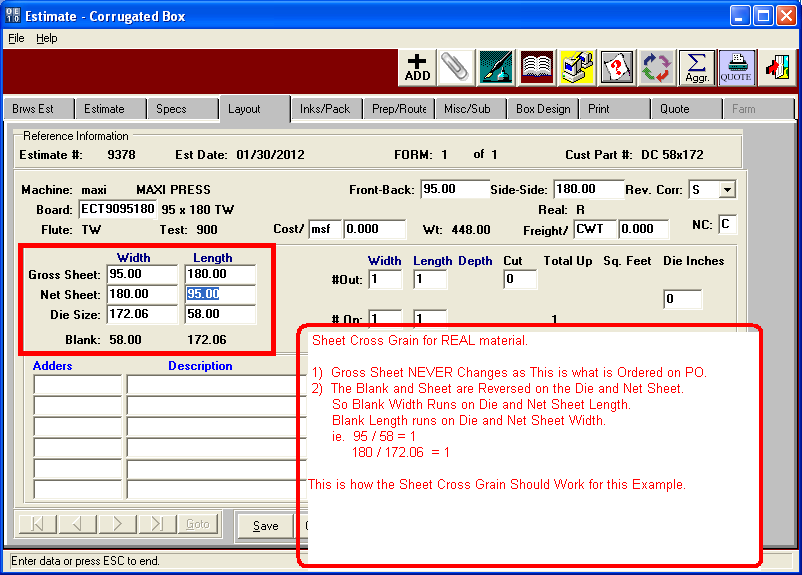 OE
10
Estimate - Corrugated Box
File Help
ADD
Aggr.
QUOTE
Brws Est Estimate Specs Layout Inks/Pack Prep/Route Misc/Sub Box Design Print Quote Farm
Reference Information
Estimate #: 9378 Est Date: 01/30/2012 FORM: 1 of 1 Cust Part #: DC 58x172
Machine: maxi MAXI PRESS Front-Back: 95.00 Side-Side: 180.00 Rev. Corr: S
Board: ECT9095180 95 x 180 TW Real: R
Flute: TW Test: 900 Cost/ msf 0.000 Wt: 448.00 Freight/ CWT 0.000 NC: C
Width Length
Gross Sheet: 95.00 180.00
Net Sheet: 180.00 95.00
Die Size: 172.06 58.00
Blank: 58.00 172.06
Width Length Depth Cut Total Up Sq. Feet Die Inches
#Out: 1 1 0
0
# On: 1 1 1
Adders Description
Sheet Cross Grain for REAL material.
1) Gross Sheet NEVER Changes as This is what is Ordered on PO.
2) The Blank and Sheet are Reversed on the Die and Net Sheet.
So Blank Width Runs on Die and Net Sheet Length.
Blank Length runs on Die and Net Sheet Width.
ie. 95 / 58 = 1
180 / 172.06 = 1
This is how the Sheet Cross Grain Should Work for this Example.
Goto Save
Enter data or press ESC to end.